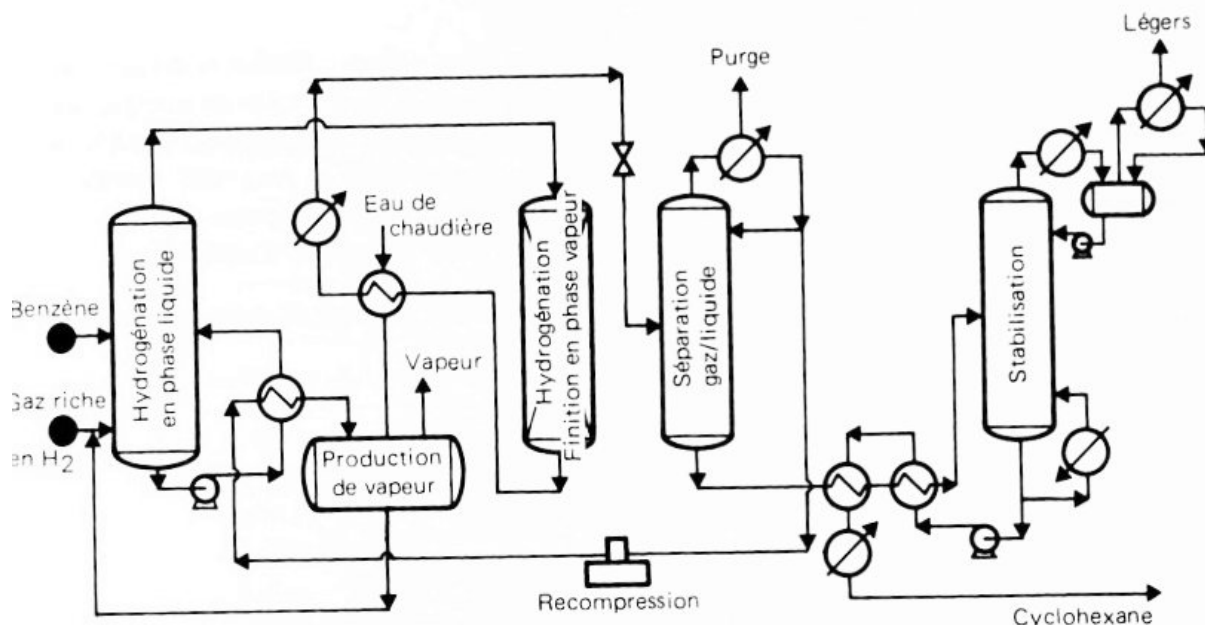 Légers
Purge
Eau de
chaudière
Benzène
Gaz riche
en H2
Hydrogénation
en phase liquide
Vapeur
Production
de vapeur
Hydrogénation
Finition en phase vapeur
Séparation
gaz/liquide
Stabilisation
Recompression
Cyclohexane